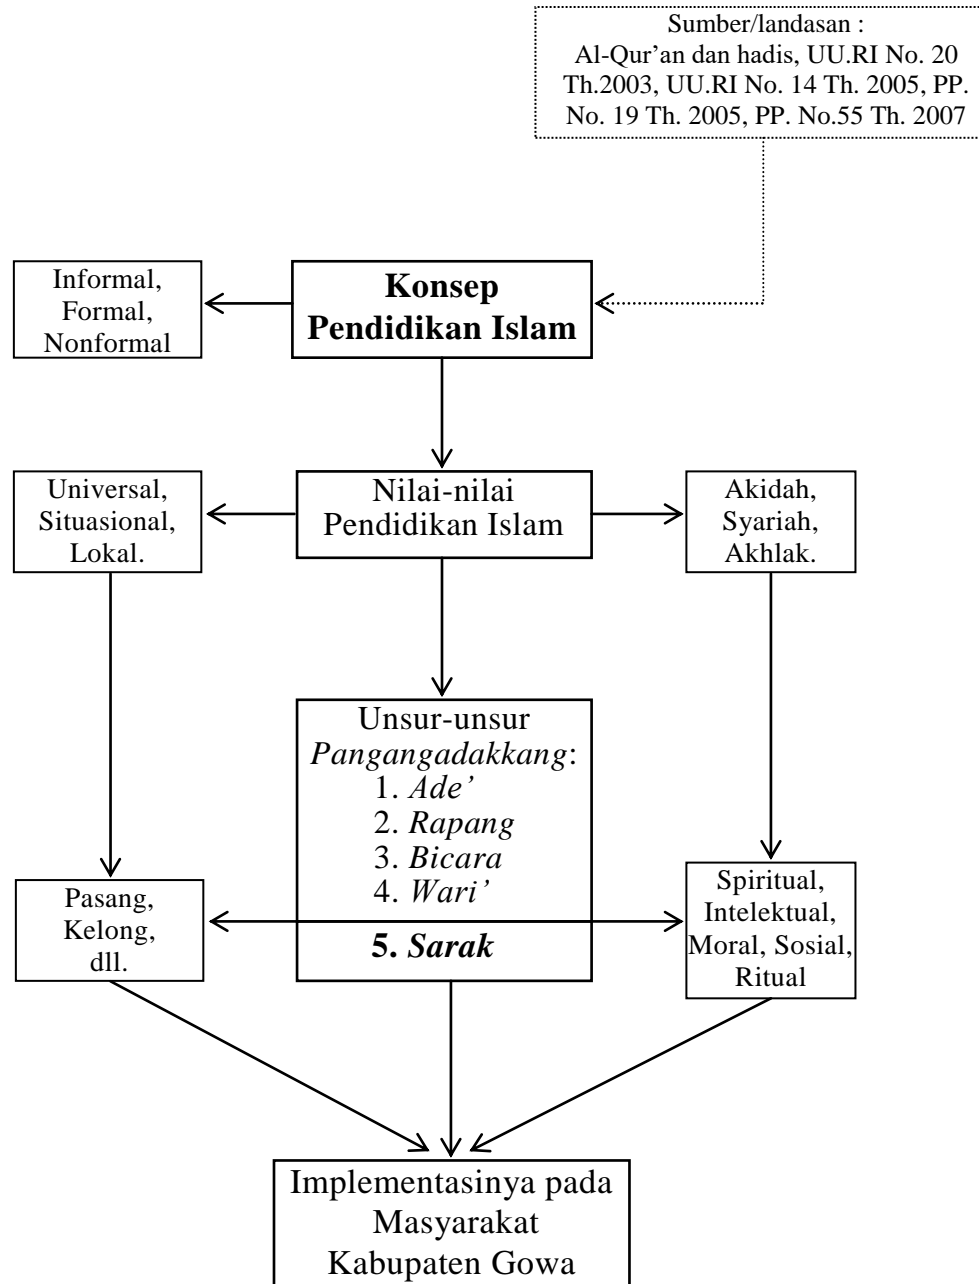 Sumber/landasan :
Al-Qur’an dan hadis, UU.RI No. 20
Th.2003, UU.RI No. 14 Th. 2005, PP.
No. 19 Th. 2005, PP. No.55 Th. 2007
Informal,
Formal,
Nonformal
Konsep
Pendidikan Islam
Universal,
Situasional,
Lokal.
Nilai-nilai
Pendidikan Islam
Akidah,
Syariah,
Akhlak.
Unsur-unsur
Pangangadakkang:
1. Ade’
2. Rapang
3. Bicara
4. Wari’
5. Sarak
Pasang,
Kelong,
dll.
Spiritual,
Intelektual,
Moral, Sosial,
Ritual
Implementasinya pada
Masyarakat
Kabupaten Gowa